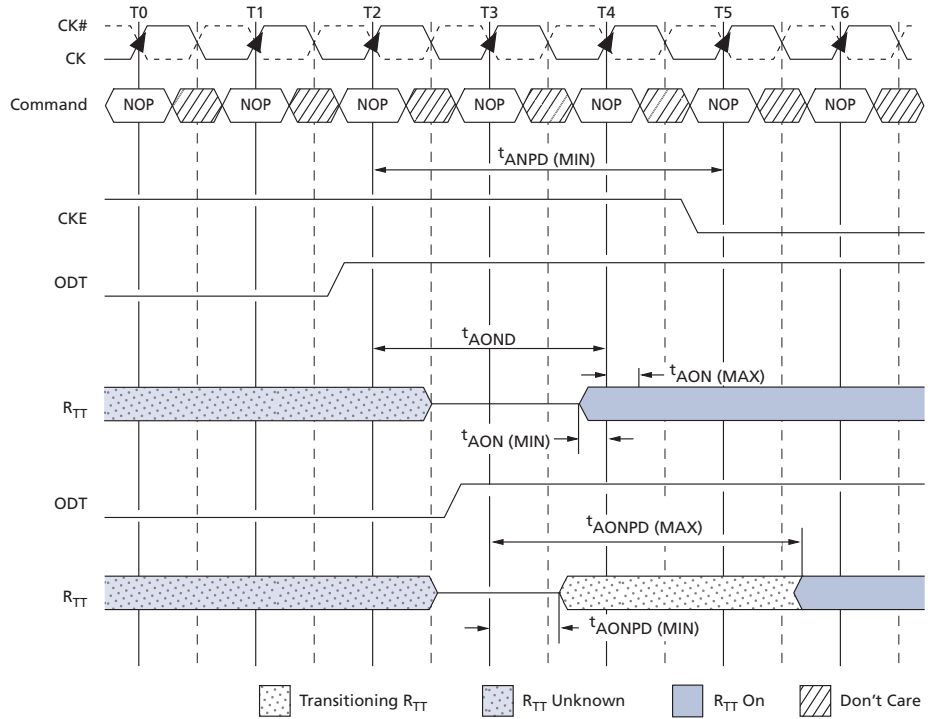 CK#
CK
T0 T1 T2 T3 T4 T5 T6
Command NOP NOP NOP NOP NOP NOP NOP
tANPD (MIN)
CKE
ODT
tAOND
tAON (MAX)
RTT
tAON (MIN)
ODT
tAONPD (MAX)
RTT
tAONPD (MIN)
Transitioning RTT RTT Unknown RTT On Don't Care